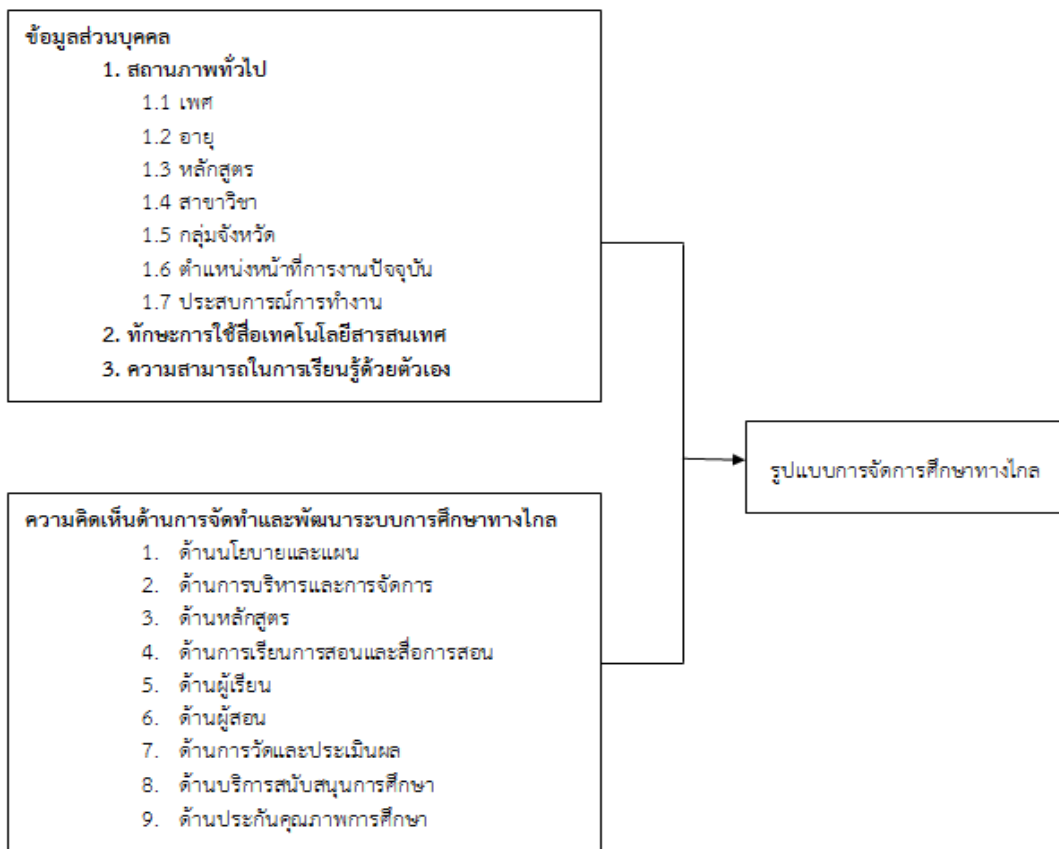 ข้อมูลส่วนบุคคล
1. สถานภาพทั่วไป
1.1 เพศ
1.2 อายุ
1.3 หลักสูตร
1.4 สาขาวิชา
1.5 กลุ่มจังหวัด
1.6 ตำแหน่งหน้าที่การงานปัจจุบัน
1.7 ประสบการณ์การทำงาน
2. ทักษะการใช้สื่อเทคโนโลยีสารสนเทศ
3. ความสามารถในการเรียนรู้ด้วยตัวเอง
รูปแบบการจัดการศึกษาทางไกล
ความคิดเห็นด้านการจัดทำและพัฒนาระบบการศึกษาทางไกล
1. ด้านนโยบายและแผน
2. ด้านการบริหารและการจัดการ
3. ด้านหลักสูตร
4. ด้านการเรียนการสอนและสื่อการสอน
5. ด้านผู้เรียน
6. ด้านผู้สอน
7. ด้านการวัดและประเมินผล
8. ด้านบริการสนับสนุนการศึกษา
9. ด้านประกันคุณภาพการศึกษา